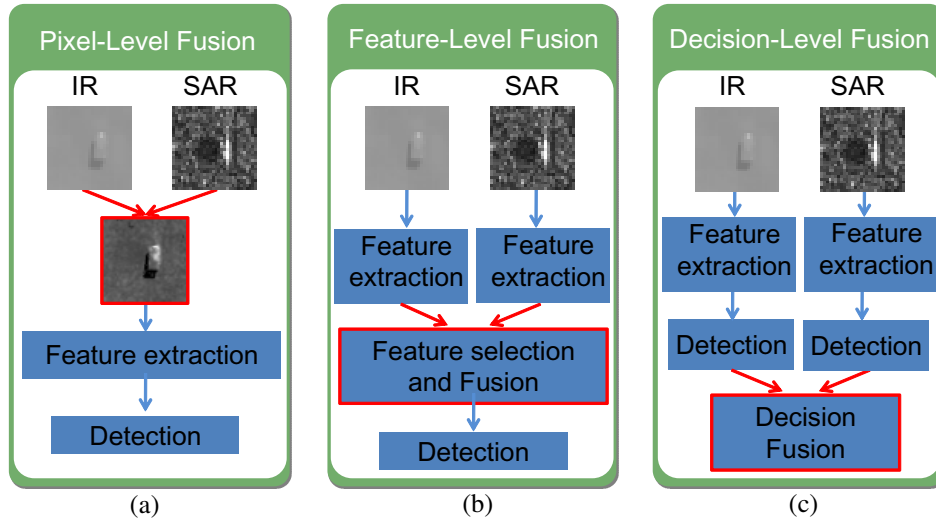 Pixel-Level Fusion
IR SAR
Feature extraction
Detection
(a)
Feature-Level Fusion
IR SAR
Feature
extraction
Feature
extraction
Feature selection
and Fusion
Detection
(b)
Decision-Level Fusion
IR SAR
Feature
extraction
Feature
extraction
Detection
Detection
Decision
Fusion
(c)